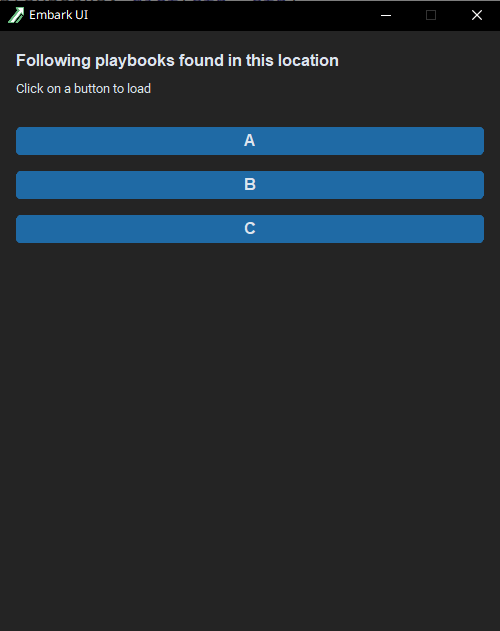 Embark UI
Following playbooks found in this location
Click on a button to load
A
B
C